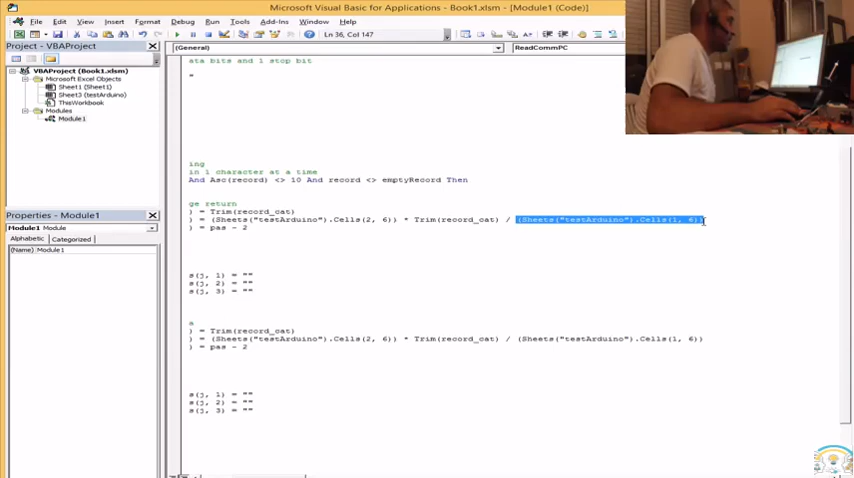 Microsoft Visual Basic for Applications - Book1.xlsm - [Module1 (Code)]
File Edit View Insert Format Debug Run Tools Add-Ins Window Help
Ln 36, Col 147
Project - VBAProject
(General)
ReadCommPC
VBAProject (Book1.xlsm)
Microsoft Excel Objects
Sheet1 (Sheet1)
Sheet3 (testArduino)
ThisWorkbook
Modules
Module1
Properties - Module1
Module1 Module
Alphabetic Categorized
(Name) Module1
ata bits and 1 stop bit
"
ing
in 1 character at a time
And Asc(record) <> 10 And record <> emptyRecord Then
ge return
) = Trim(record_cat)
) = (Sheets("testArduino").Cells(2, 6)) * Trim(record_cat) / (Sheets("testArduino").Cells(1, 6))
) = pas - 2
s(j, 1) = ""
s(j, 2) = ""
s(j, 3) = ""
a
) = Trim(record_cat)
) = (Sheets("testArduino").Cells(2, 6)) * Trim(record_cat) / (Sheets("testArduino").Cells(1, 6))
) = pas - 2
s(j, 1) = ""
s(j, 2) = ""
s(j, 3) = ""